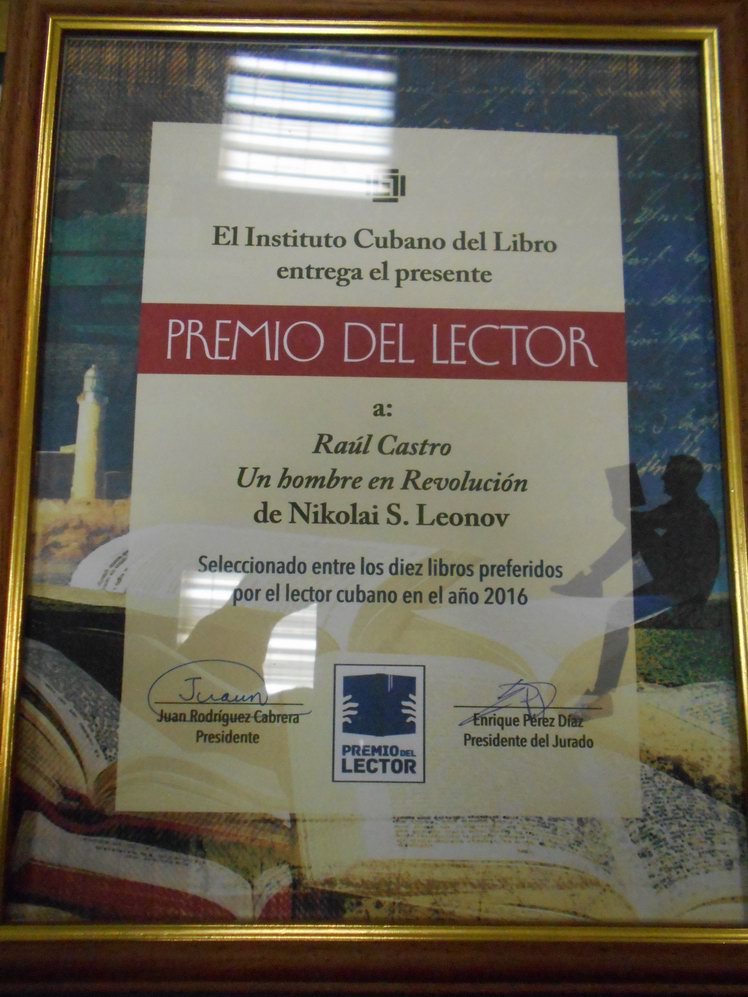 El Instituto Cubano del Libro
entrega el presente
PREMIO DEL LECTOR
a:
Raúl Castro
Un hombre en Revolución
de Nikolai S. Leonov
Seleccionado entre los diez libros preferidos
por el lector cubano en el año 2016
Juan Rodríguez Cabrera
Presidente
PREMIO DEL
LECTOR
Enrique Pérez Díaz
Presidente del Jurado